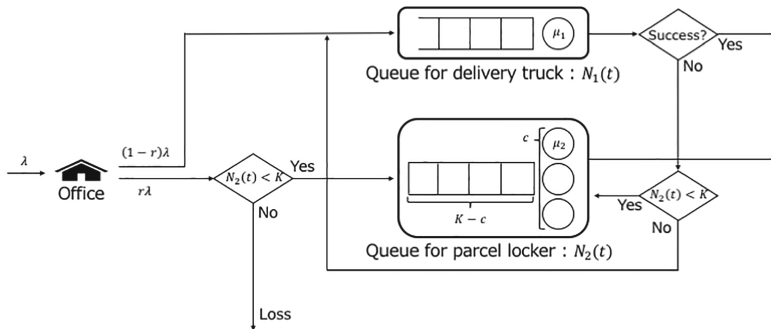 μ₁
Success?
Yes
No
Queue for delivery truck : N₁(t)
λ
Office
(1 − r)λ
rλ
N₂(t) < K
Yes
No
c
μ₂
K − c
Queue for parcel locker : N₂(t)
N₂(t) < K
Yes
No
Loss